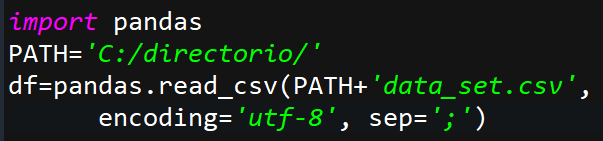 import pandas
PATH='C:/directorio/'
df=pandas.read_csv(PATH+'data_set.csv',
encoding='utf-8', sep=';')